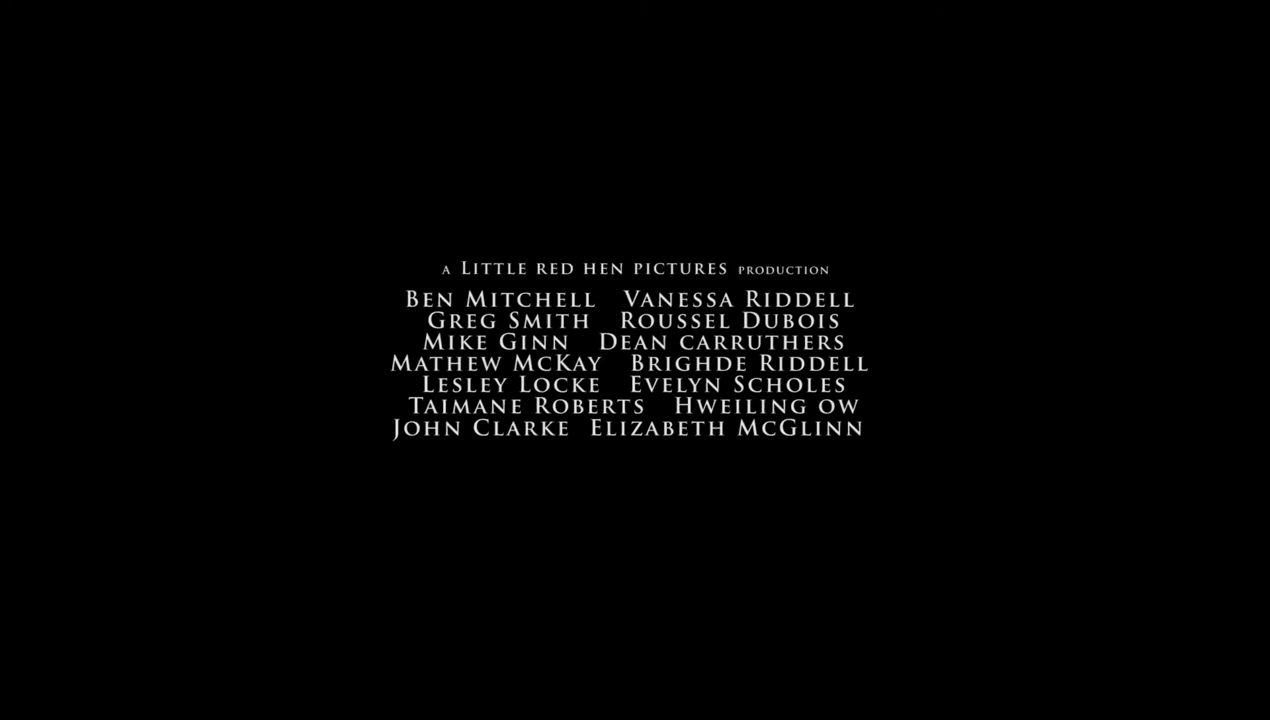 A Little red hen pictures production
Ben Mitchell Vanessa Riddell
Greg Smith Roussel Dubois
Mike Ginn Dean carruthers
Mathew McKay Brighde Riddell
Lesley Locke Evelyn Scholes
Taimane Roberts Hweiling ow
John Clarke Elizabeth McGlinn